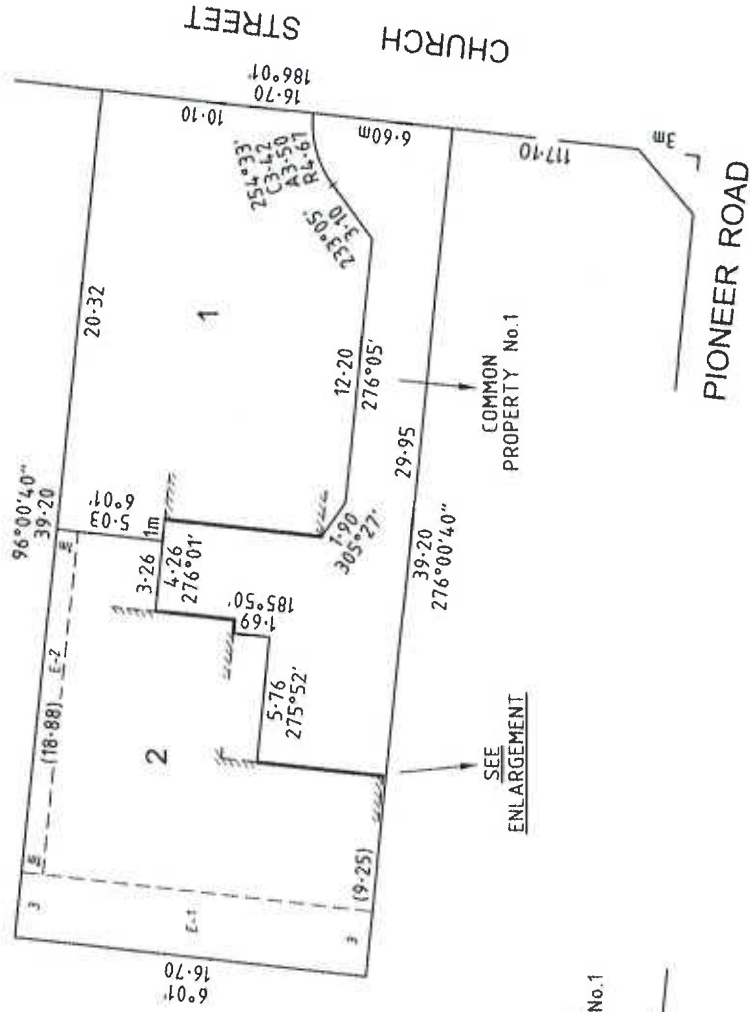 CHURCH STREET
96°00'40"
39·20
20·32
186°01'
16·70
10·10
254°33'
C3·42
A3·50
R4·67
6·60m
233°05'
3·10
1
5·03
6°01'
1m
3·26
4·26
276°01'
12·20
276°05'
1·90
305°27'
COMMON
PROPERTY No.1
29·95
39·20
276°00'40"
117·10
3m
PIONEER ROAD
E-2
(18·88)
2
1·69
185°50'
5·76
275°52'
SEE
ENLARGEMENT
(9·25)
3
E-1
3
6°01'
16·70
No.1